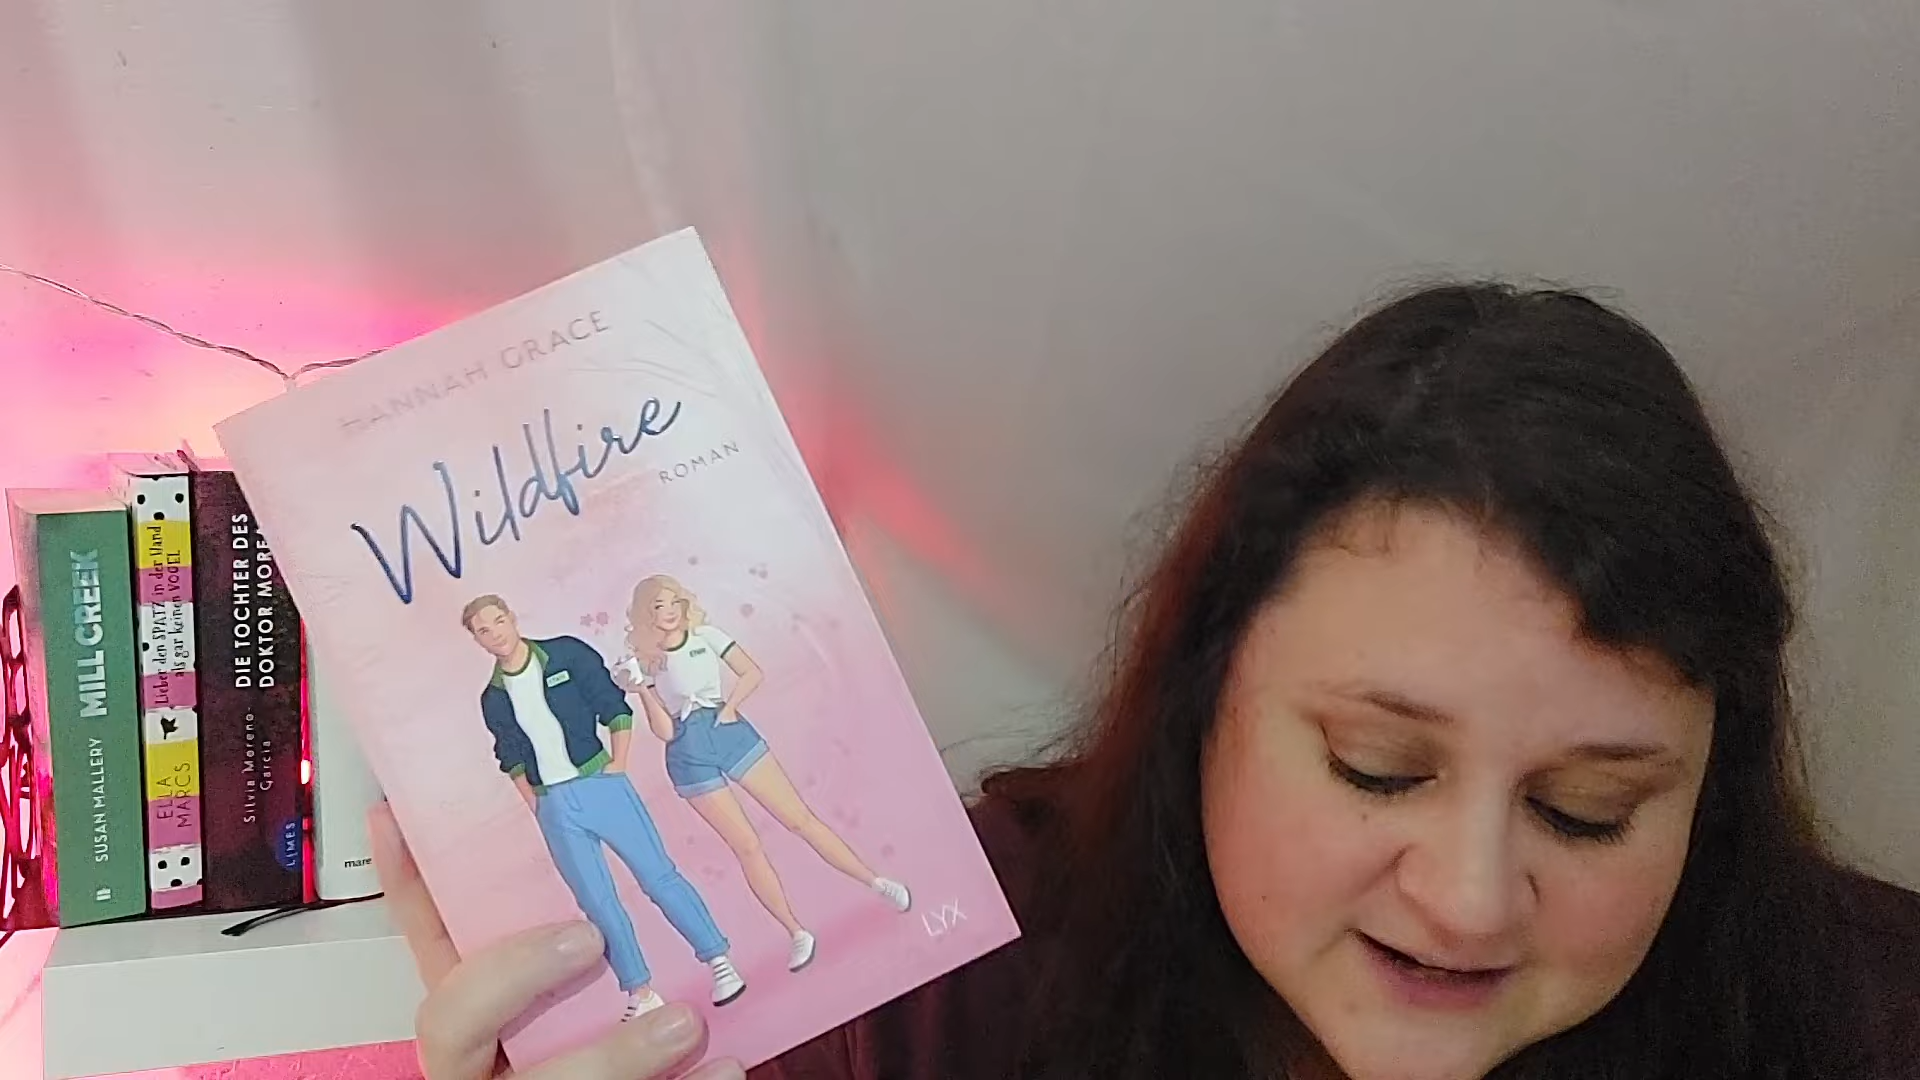 HANNAH GRACE
Wildfire
ROMAN
LYX
MILL CREEK
SUSAN MALLERY
Lieber den SPATZ in der Hand
als gar keinen VOGEL
ELLA
MARCS
DIE TOCHTER DES
DOKTOR MOREA
Silvia Moreno-
Garcia
LIMES
mare